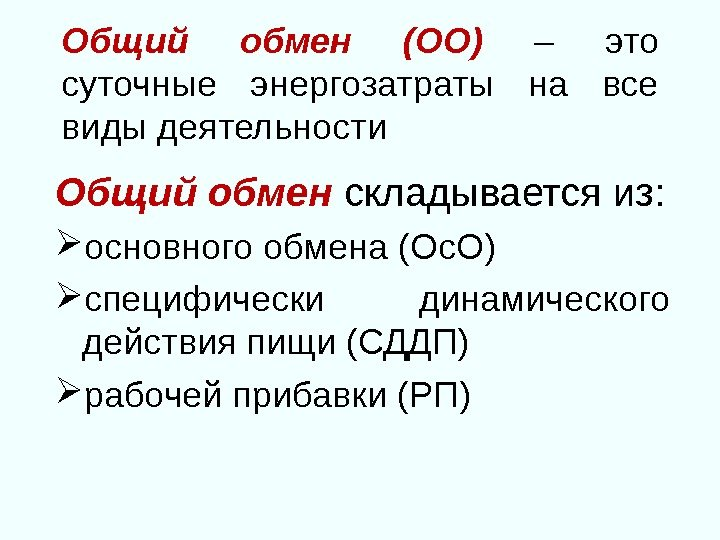 Общий обмен (ОО) – это
суточные энергозатраты на все
виды деятельности
Общий обмен складывается из:
основного обмена (ОсО)
специфически динамического
действия пищи (СДДП)
рабочей прибавки (РП)